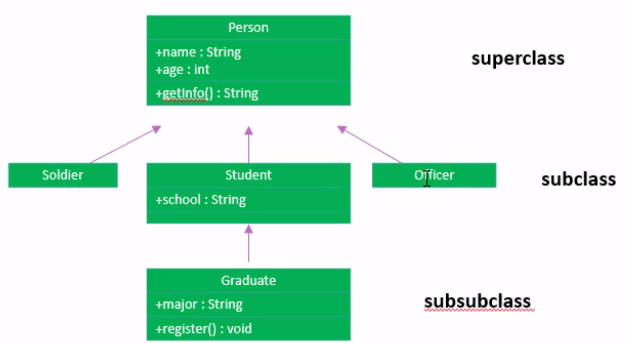 Person
+name : String
+age : int
+getInfo() : String
superclass
Soldier
Student
Officer
+school : String
subclass
Graduate
+major : String
+register() : void
subsubclass